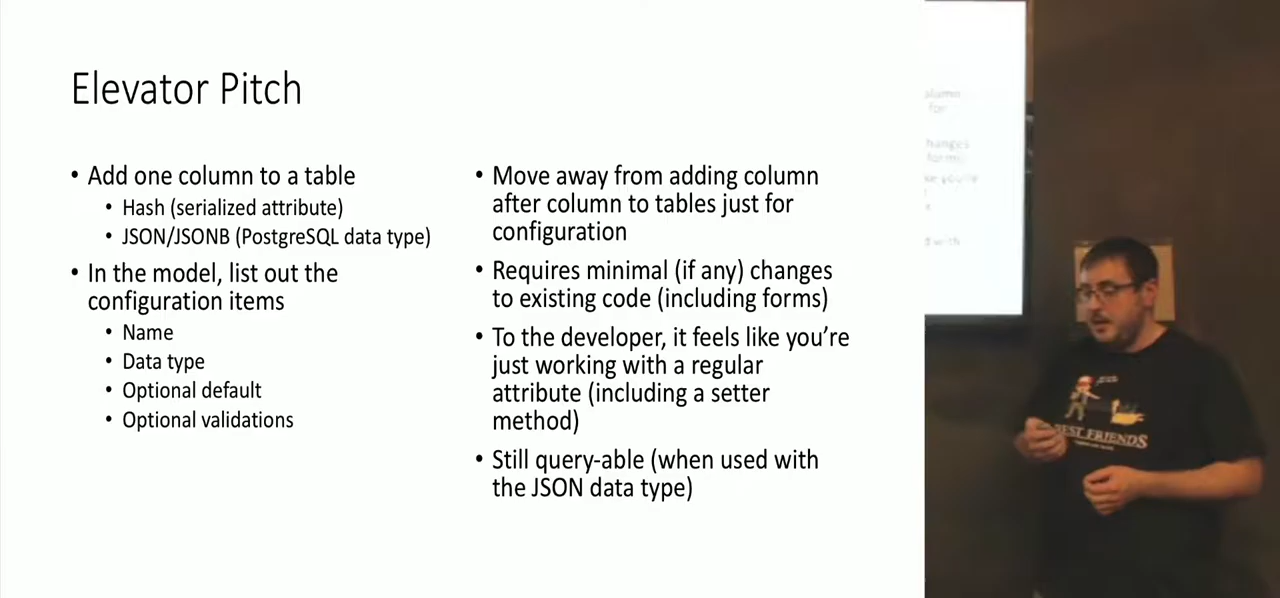 Elevator Pitch
• Add one column to a table
• Hash (serialized attribute)
• JSON/JSONB (PostgreSQL data type)
• In the model, list out the
configuration items
• Name
• Data type
• Optional default
• Optional validations
• Move away from adding column
after column to tables just for
configuration
• Requires minimal (if any) changes
to existing code (including forms)
• To the developer, it feels like you’re
just working with a regular
attribute (including a setter
method)
• Still query-able (when used with
the JSON data type)
for
BEST FRIENDS